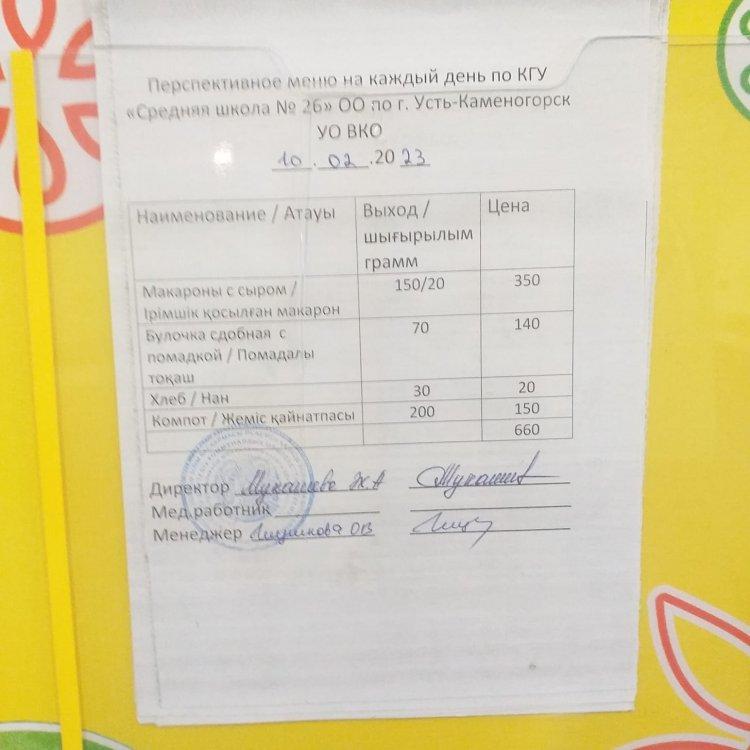 Перспективное меню на каждый день по КГУ
«Средняя школа № 26» ОО по г. Усть-Каменогорск
УО ВКО
10 . 02 .20 23
Наименование / Атауы Выход / шығырылым грамм Цена
Макароны с сыром / Ірімшік қосылған макарон 150/20 350
Булочка сдобная с помадкой / Помадалы тоқаш 70 140
Хлеб / Нан 30 20
Компот / Жеміс қайнатпасы 200 150
660
Директор
Мед.работник
Менеджер